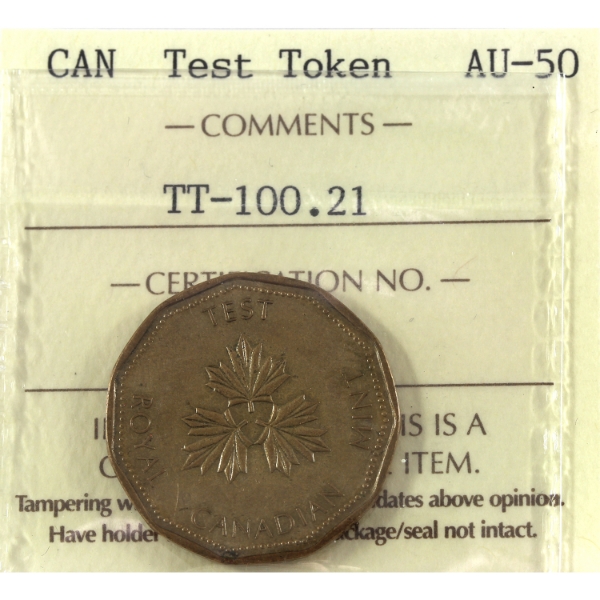 CAN Test Token AU-50
— COMMENTS —
TT-100.21
— CERT ATION NO. —
TEST
ROYAL CANADIAN MINT
IS IS A
ITEM.
Tampering w dates above opinion.
Have holder ckage/seal not intact.